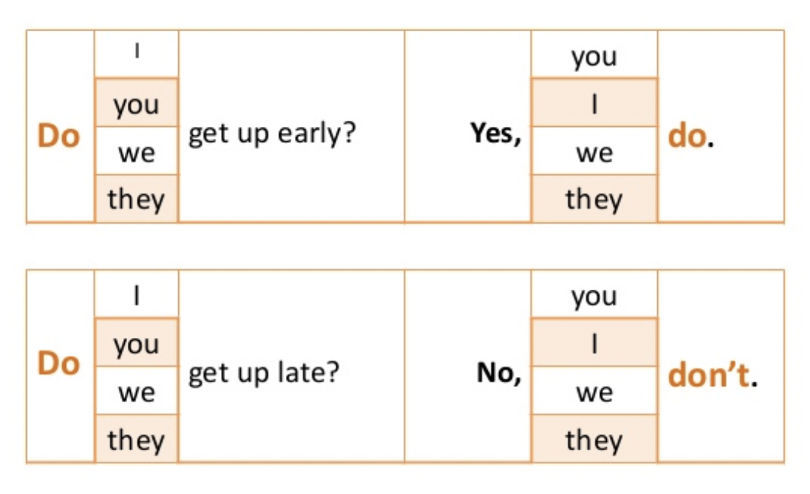 I
you
Do
we
they
get up early?
Yes,
you
I
we
they
do.
I
you
Do
we
they
get up late?
No,
you
I
we
they
don't.